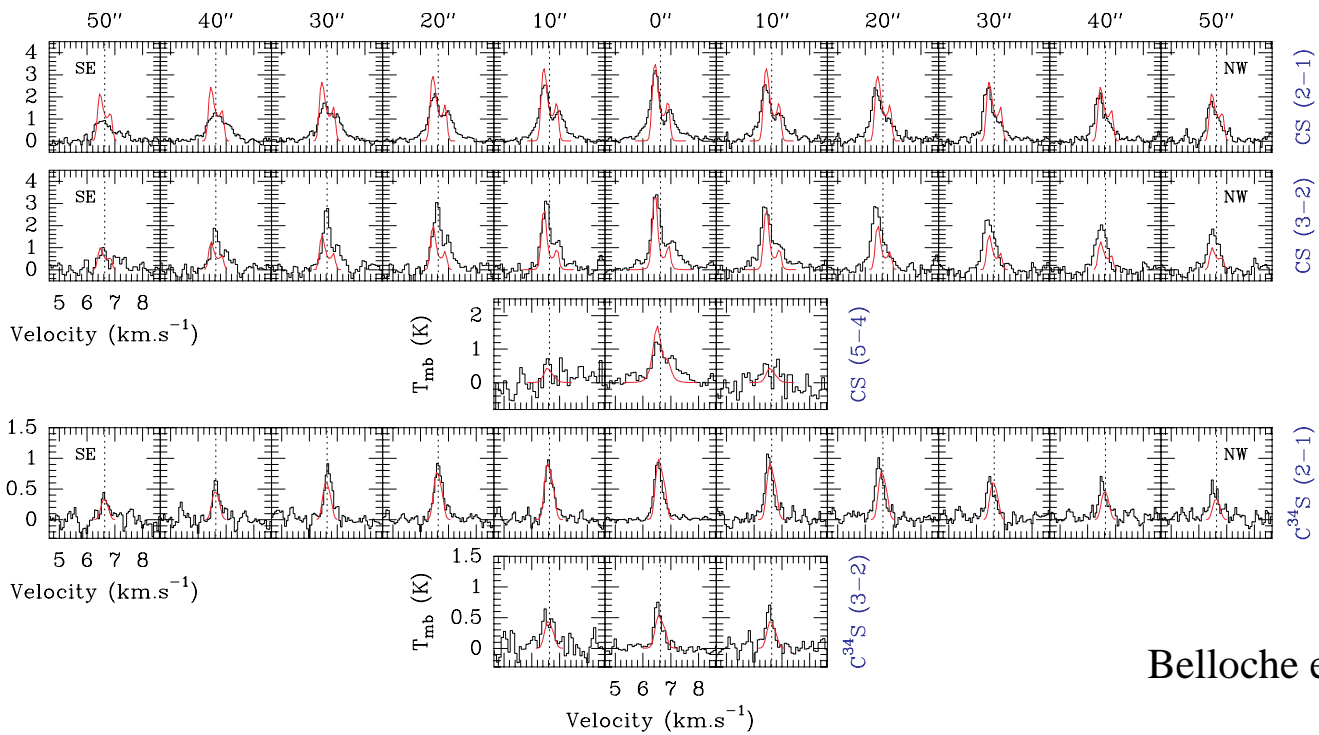 50″ 40″ 30″ 20″ 10″ 0″ 10″ 20″ 30″ 40″ 50″
4
3
2
1
0
SE NW
CS (2−1)
4
3
2
1
0
SE NW
CS (3−2)
5 6 7 8
Velocity (km.s⁻¹)
2
1
0
T_mb (K)
CS (5−4)
1.5
1
0.5
0
SE NW
C³⁴S (2−1)
5 6 7 8
Velocity (km.s⁻¹)
1.5
1
0.5
0
T_mb (K)
C³⁴S (3−2)
5 6 7 8
Velocity (km.s⁻¹)
Belloche e